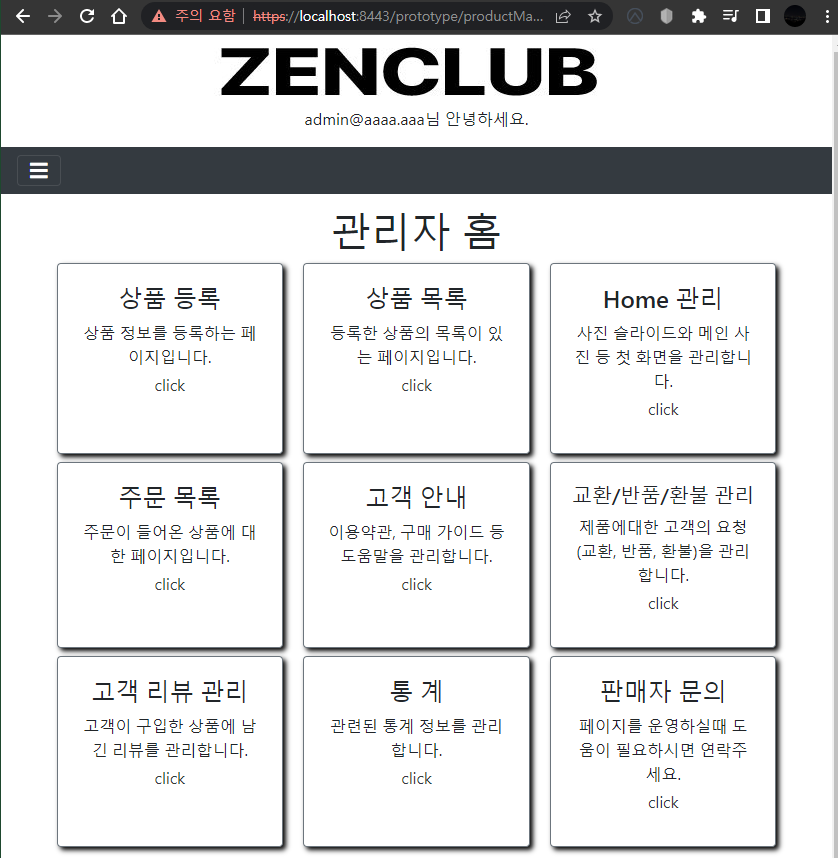 주의 요함 https://localhost:8443/prototype/productMa...
ZENCLUB
admin@aaaa.aaa님 안녕하세요.
관리자 홈
상품 등록
상품 정보를 등록하는 페
이지입니다.
click
상품 목록
등록한 상품의 목록이 있
는 페이지입니다.
click
Home 관리
사진 슬라이드와 메인 사
진 등 첫 화면을 관리합니
다.
click
주문 목록
주문이 들어온 상품에 대
한 페이지입니다.
click
고객 안내
이용약관, 구매 가이드 등
도움말을 관리합니다.
click
교환/반품/환불 관리
제품에대한 고객의 요청
(교환, 반품, 환불)을 관리
합니다.
click
고객 리뷰 관리
고객이 구입한 상품에 남
긴 리뷰를 관리합니다.
click
통 계
관련된 통계 정보를 관리
합니다.
click
판매자 문의
페이지를 운영하실때 도
움이 필요하시면 연락주
세요.
click